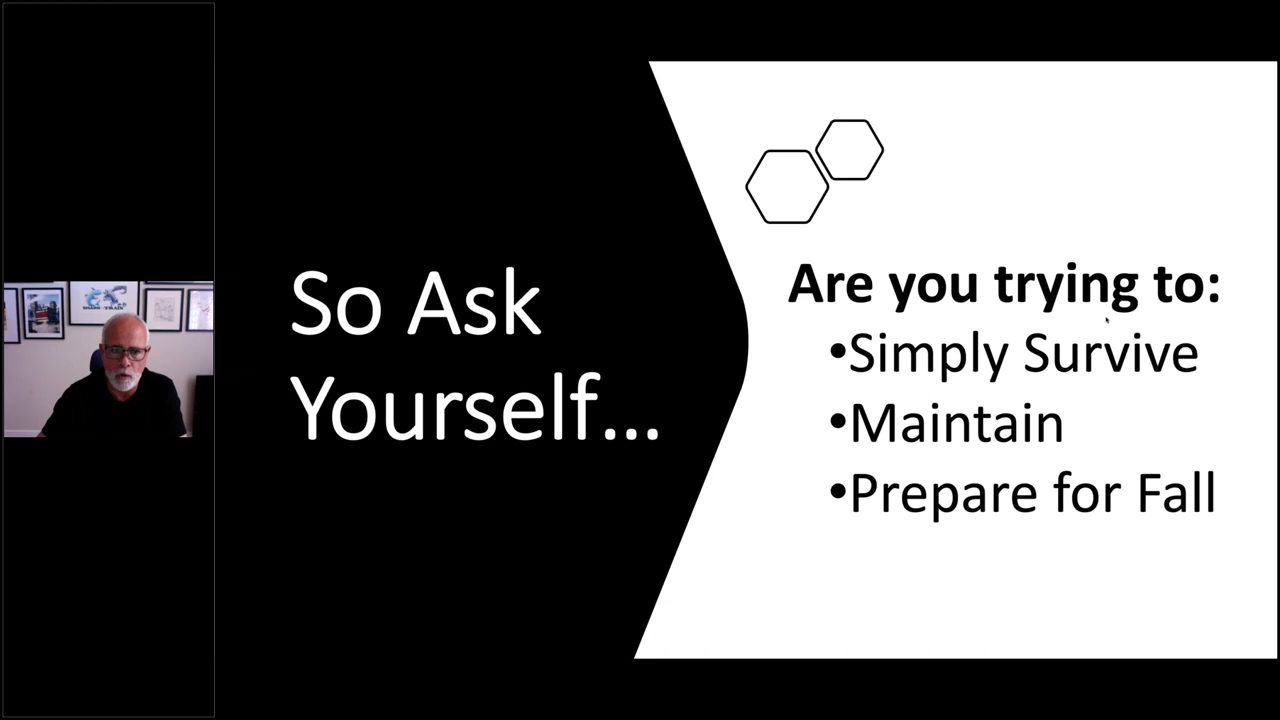 So Ask
Yourself...
Are you trying to:
•Simply Survive
•Maintain
•Prepare for Fall